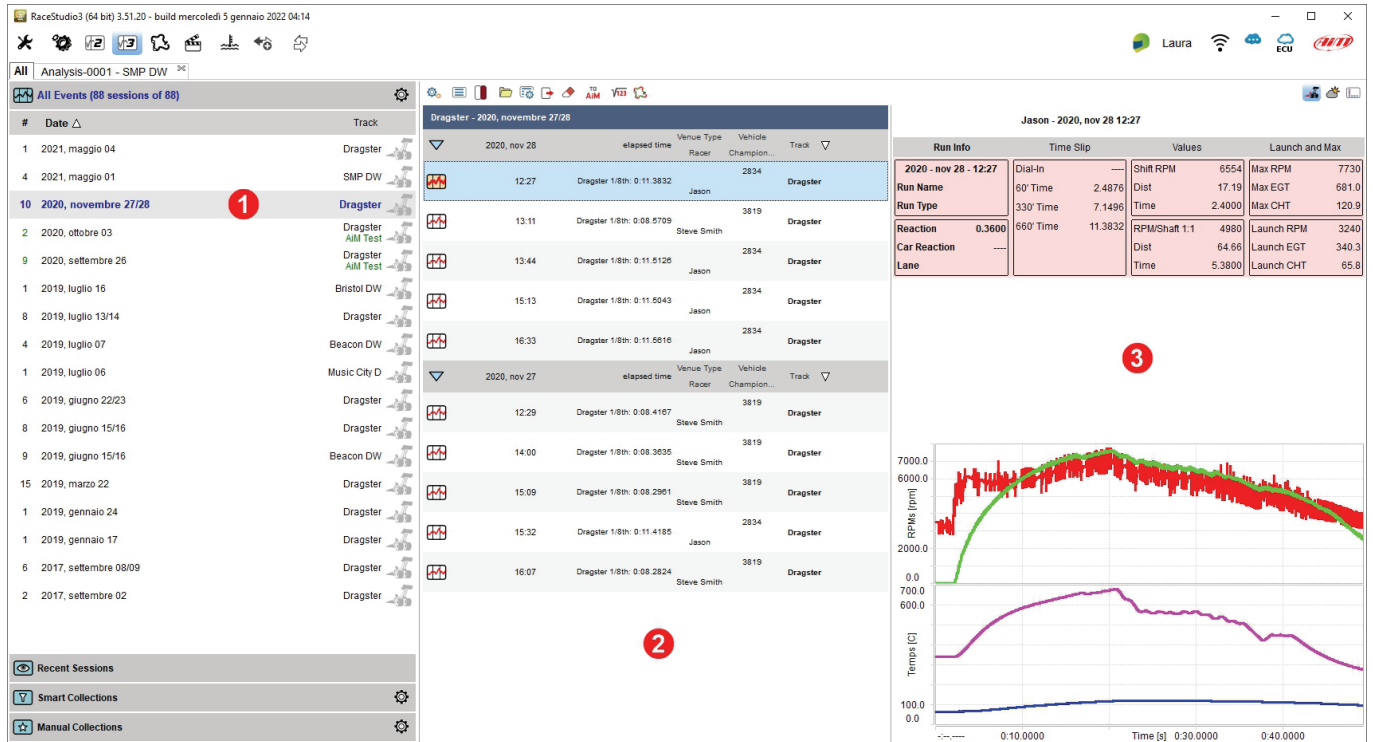 RaceStudio3 (64 bit) 3.51.20 - build mercoledì 5 gennaio 2022 04:14
Laura
ECU
AiM
All Analysis-0001 - SMP DW
All Events (88 sessions of 88)
# Date Track
1 2021, maggio 04 Dragster
4 2021, maggio 01 SMP DW
10 2020, novembre 27/28 Dragster
1
2 2020, ottobre 03 Dragster
AiM Test
9 2020, settembre 26 Dragster
AiM Test
1 2019, luglio 16 Bristol DW
8 2019, luglio 13/14 Dragster
4 2019, luglio 07 Beacon DW
1 2019, luglio 06 Music City D
6 2019, giugno 22/23 Dragster
8 2019, giugno 15/16 Dragster
9 2019, giugno 15/16 Beacon DW
15 2019, marzo 22 Dragster
1 2019, gennaio 24 Dragster
1 2019, gennaio 17 Dragster
6 2017, settembre 08/09 Dragster
2 2017, settembre 02 Dragster
Recent Sessions
Smart Collections
Manual Collections
TO AiM
√123
Dragster - 2020, novembre 27/28
2020, nov 28 elapsed time Venue Type Vehicle Track
Racer Champion...
12:27 Dragster 1/8th: 0:11.3832 Jason 2834 Dragster
13:11 Dragster 1/8th: 0:08.5709 Steve Smith 3819 Dragster
13:44 Dragster 1/8th: 0:11.5126 Jason 2834 Dragster
15:13 Dragster 1/8th: 0:11.5043 Jason 2834 Dragster
16:33 Dragster 1/8th: 0:11.5616 Jason 2834 Dragster
2020, nov 27 elapsed time Venue Type Vehicle Track
Racer Champion...
12:29 Dragster 1/8th: 0:08.4167 Steve Smith 3819 Dragster
14:00 Dragster 1/8th: 0:08.3635 Steve Smith 3819 Dragster
15:09 Dragster 1/8th: 0:08.2961 Steve Smith 3819 Dragster
15:32 Dragster 1/8th: 0:11.4185 Jason 2834 Dragster
16:07 Dragster 1/8th: 0:08.2824 Steve Smith 3819 Dragster
2
Jason - 2020, nov 28 12:27
Run Info Time Slip Values Launch and Max
2020 - nov 28 - 12:27 Dial-In ---- Shift RPM 6554 Max RPM 7730
Run Name 60' Time 2.4876 Dist 17.19 Max EGT 681.0
Run Type 330' Time 7.1496 Time 2.4000 Max CHT 120.9
Reaction 0.3600 660' Time 11.3832 RPM/Shaft 1:1 4980 Launch RPM 3240
Car Reaction ---- Dist 64.66 Launch EGT 340.3
Lane Time 5.3800 Launch CHT 65.8
3
7000.0
6000.0
RPMs [rpm]
2000.0
0.0
700.0
600.0
Temps [C]
100.0
0.0
-:--.---- 0:10.0000 Time [s] 0:30.0000 0:40.0000